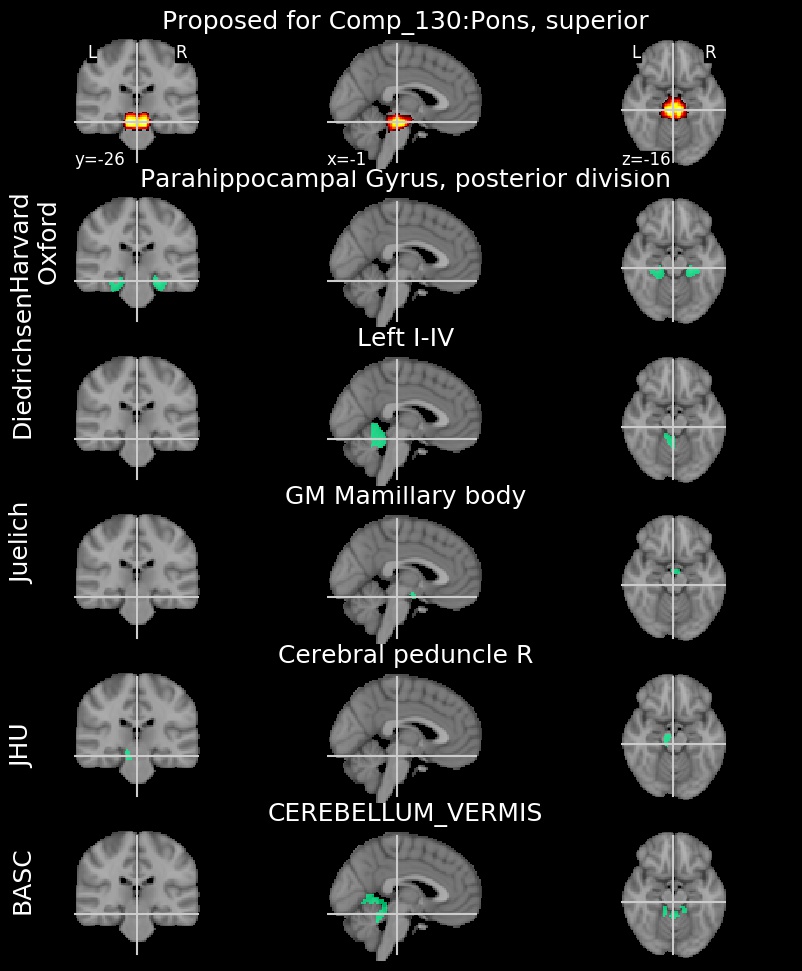 Proposed for Comp_130:Pons, superior
L
R
L
R
y=-26
x=-1
z=-16
Parahippocampal Gyrus, posterior division
Harvard
Oxford
Left I-IV
Diedrichsen
GM Mamillary body
Juelich
Cerebral peduncle R
JHU
CEREBELLUM_VERMIS
BASC